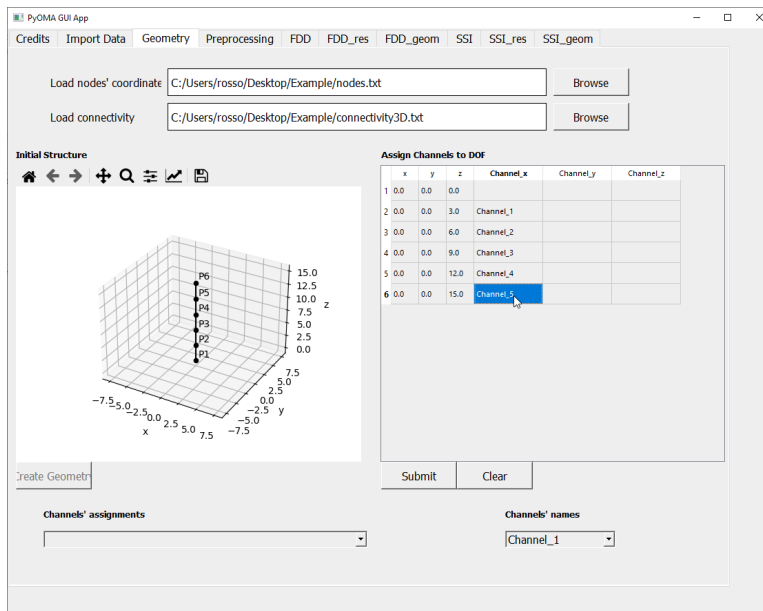 PyOMA GUI App
Credits Import Data Geometry Preprocessing FDD FDD_res FDD_geom SSI SSI_res SSI_geom
Load nodes' coordinate C:/Users/rosso/Desktop/Example/nodes.txt Browse
Load connectivity C:/Users/rosso/Desktop/Example/connectivity3D.txt Browse
Initial Structure
P6
P5
P4
P3
P2
P1
15.0
12.5
10.0
7.5
5.0
2.5
0.0
z
7.5
5.0
2.5
0.0
−2.5
−5.0
−7.5
y
−7.5 −5.0 −2.5 0.0 2.5 5.0 7.5
x
Create Geometr
Assign Channels to DOF
x y z Channel_x Channel_y Channel_z
1 0.0 0.0 0.0
2 0.0 0.0 3.0 Channel_1
3 0.0 0.0 6.0 Channel_2
4 0.0 0.0 9.0 Channel_3
5 0.0 0.0 12.0 Channel_4
6 0.0 0.0 15.0 Channel_5
Submit Clear
Channels' assignments
Channels' names
Channel_1